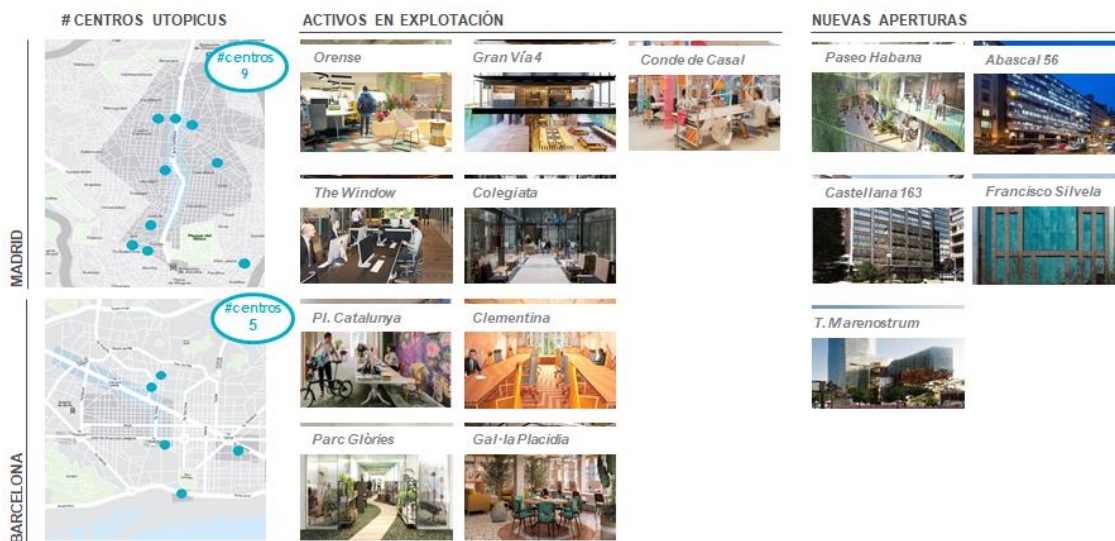 # CENTROS UTOPICUS
ACTIVOS EN EXPLOTACIÓN
NUEVAS APERTURAS
MADRID
#centros
9
Orense
Gran Vía 4
Conde de Casal
Paseo Habana
Abascal 56
The Window
Colegiata
Castellana 163
Francisco Silvela
BARCELONA
#centros
5
Pl. Catalunya
Clementina
T. Marenostrum
Parc Glòries
Gal·la Placidia